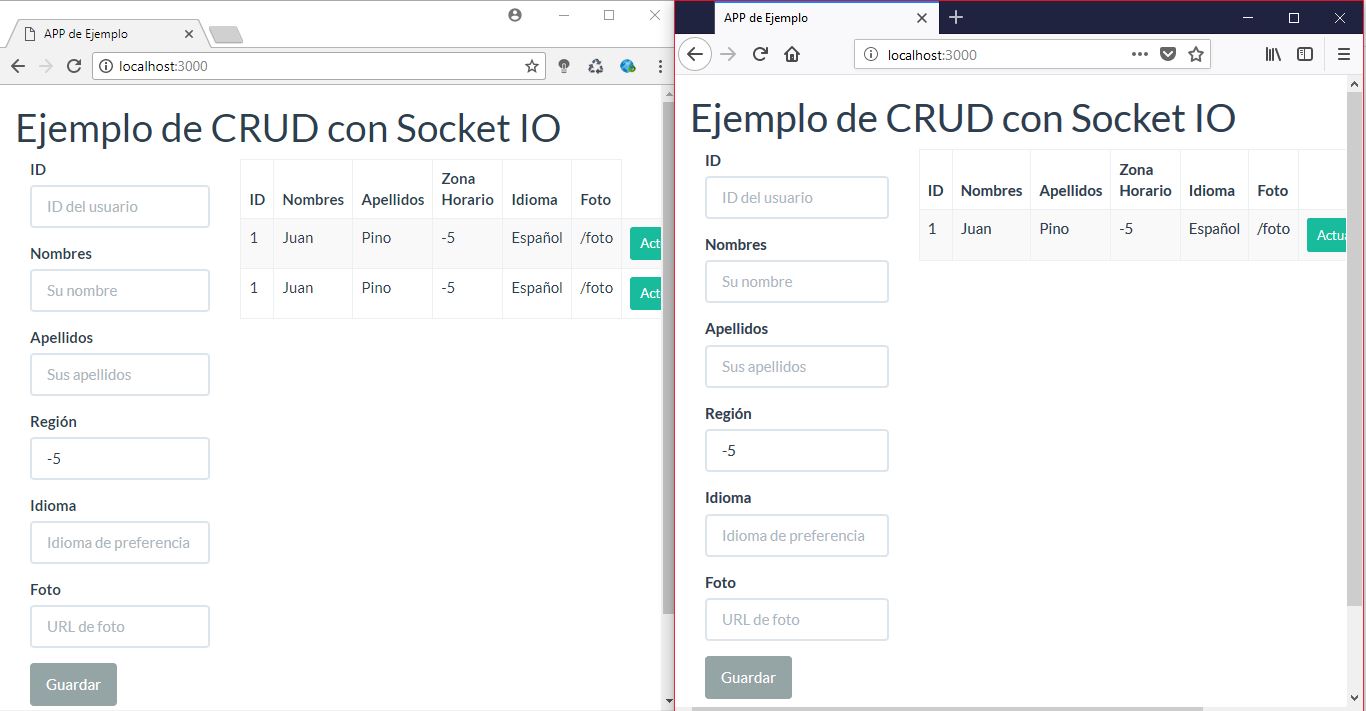 APP de Ejemplo
localhost:3000
Ejemplo de CRUD con Socket IO
ID
ID del usuario
Nombres
Su nombre
Apellidos
Sus apellidos
Región
-5
Idioma
Idioma de preferencia
Foto
URL de foto
Guardar
ID Nombres Apellidos Zona Horario Idioma Foto
1 Juan Pino -5 Español /foto Act
1 Juan Pino -5 Español /foto Act
APP de Ejemplo
localhost:3000
Ejemplo de CRUD con Socket IO
ID
ID del usuario
Nombres
Su nombre
Apellidos
Sus apellidos
Región
-5
Idioma
Idioma de preferencia
Foto
URL de foto
Guardar
ID Nombres Apellidos Zona Horario Idioma Foto
1 Juan Pino -5 Español /foto Actua